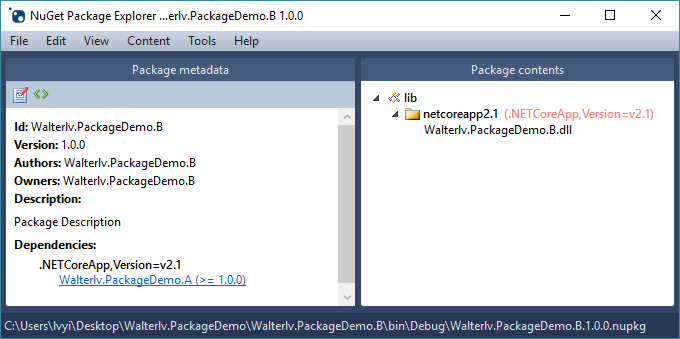 NuGet Package Explorer ...erlv.PackageDemo.B 1.0.0
File Edit View Content Tools Help
Package metadata
Id: Walterlv.PackageDemo.B
Version: 1.0.0
Authors: Walterlv.PackageDemo.B
Owners: Walterlv.PackageDemo.B
Description:
Package Description
Dependencies:
.NETCoreApp,Version=v2.1
Walterlv.PackageDemo.A (>= 1.0.0)
Package contents
lib
netcoreapp2.1 (.NETCoreApp,Version=v2.1)
Walterlv.PackageDemo.B.dll
C:\Users\lvyi\Desktop\Walterlv.PackageDemo\Walterlv.PackageDemo.B\bin\Debug\Walterlv.PackageDemo.B.1.0.0.nupkg